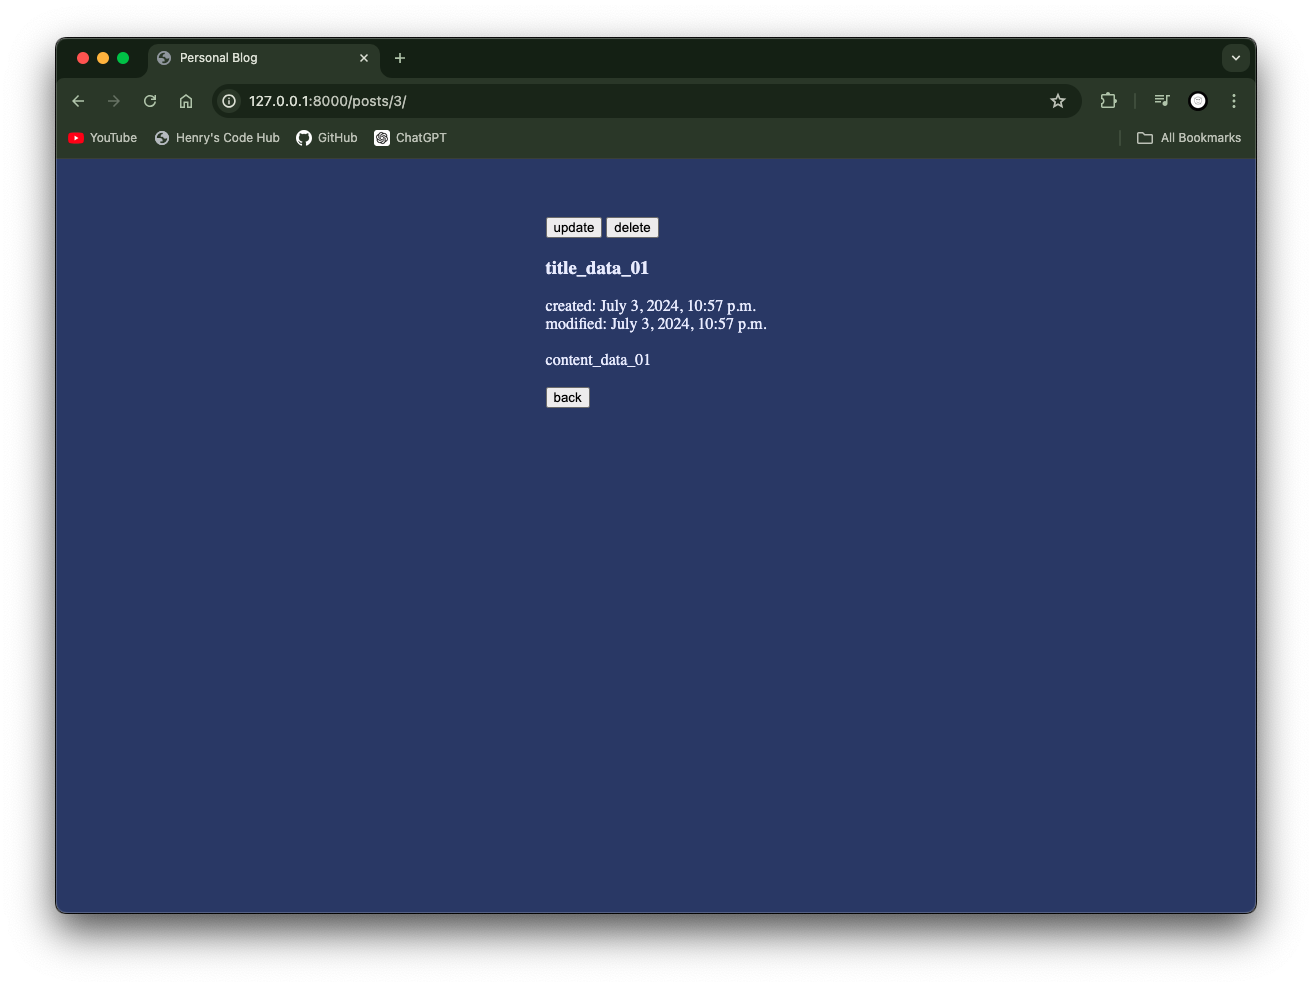 Personal Blog
127.0.0.1:8000/posts/3/
YouTube Henry's Code Hub GitHub ChatGPT All Bookmarks
update delete
title_data_01
created: July 3, 2024, 10:57 p.m.
modified: July 3, 2024, 10:57 p.m.
content_data_01
back